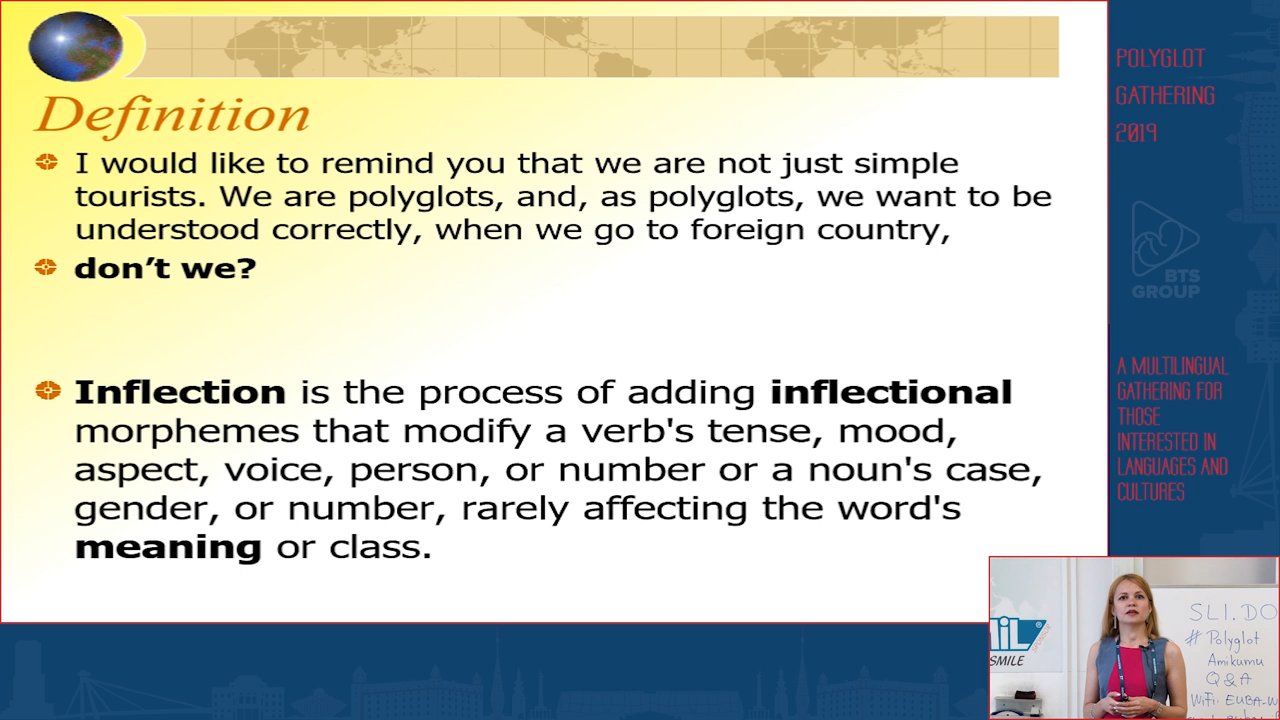 Definition
I would like to remind you that we are not just simple
tourists. We are polyglots, and, as polyglots, we want to be
understood correctly, when we go to foreign country,
don't we?
Inflection is the process of adding inflectional
morphemes that modify a verb's tense, mood,
aspect, voice, person, or number or a noun's case,
gender, or number, rarely affecting the word's
meaning or class.
POLYGLOT
GATHERING
2019
BTS
GROUP
A MULTILINGUAL
GATHERING FOR
THOSE
INTERESTED IN
LANGUAGES AND
CULTURES
SMILE
SLI.DO
# Polyglot
Amikumu
Q & A
WiFi: EUBA-W